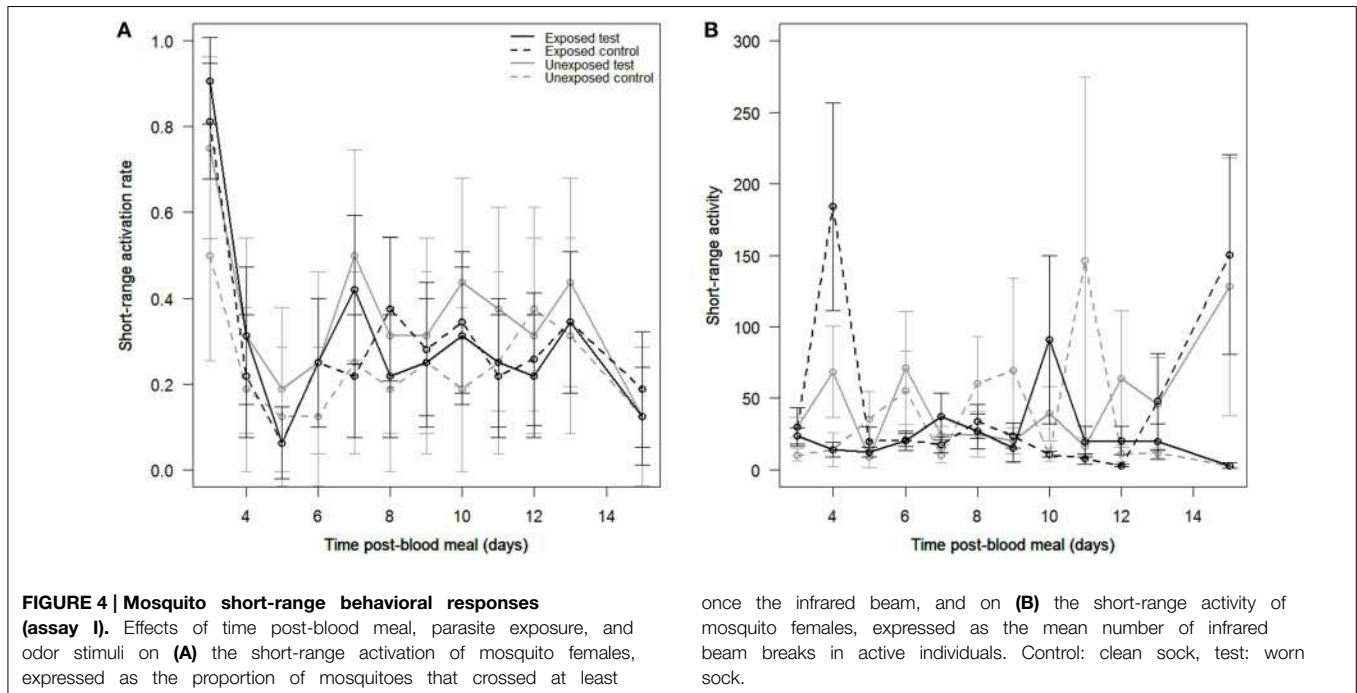 A
1.0
0.8
0.6
0.4
0.2
0.0
Short-range activation rate
Exposed test
Exposed control
Unexposed test
Unexposed control
4 6 8 10 12 14
Time post-blood meal (days)
B
300
250
200
150
100
50
0
Short-range activity
4 6 8 10 12 14
Time post-blood meal (days)
FIGURE 4 | Mosquito short-range behavioral responses
(assay I). Effects of time post-blood meal, parasite exposure, and
odor stimuli on (A) the short-range activation of mosquito females,
expressed as the proportion of mosquitoes that crossed at least
once the infrared beam, and on (B) the short-range activity of
mosquito females, expressed as the mean number of infrared
beam breaks in active individuals. Control: clean sock, test: worn
sock.